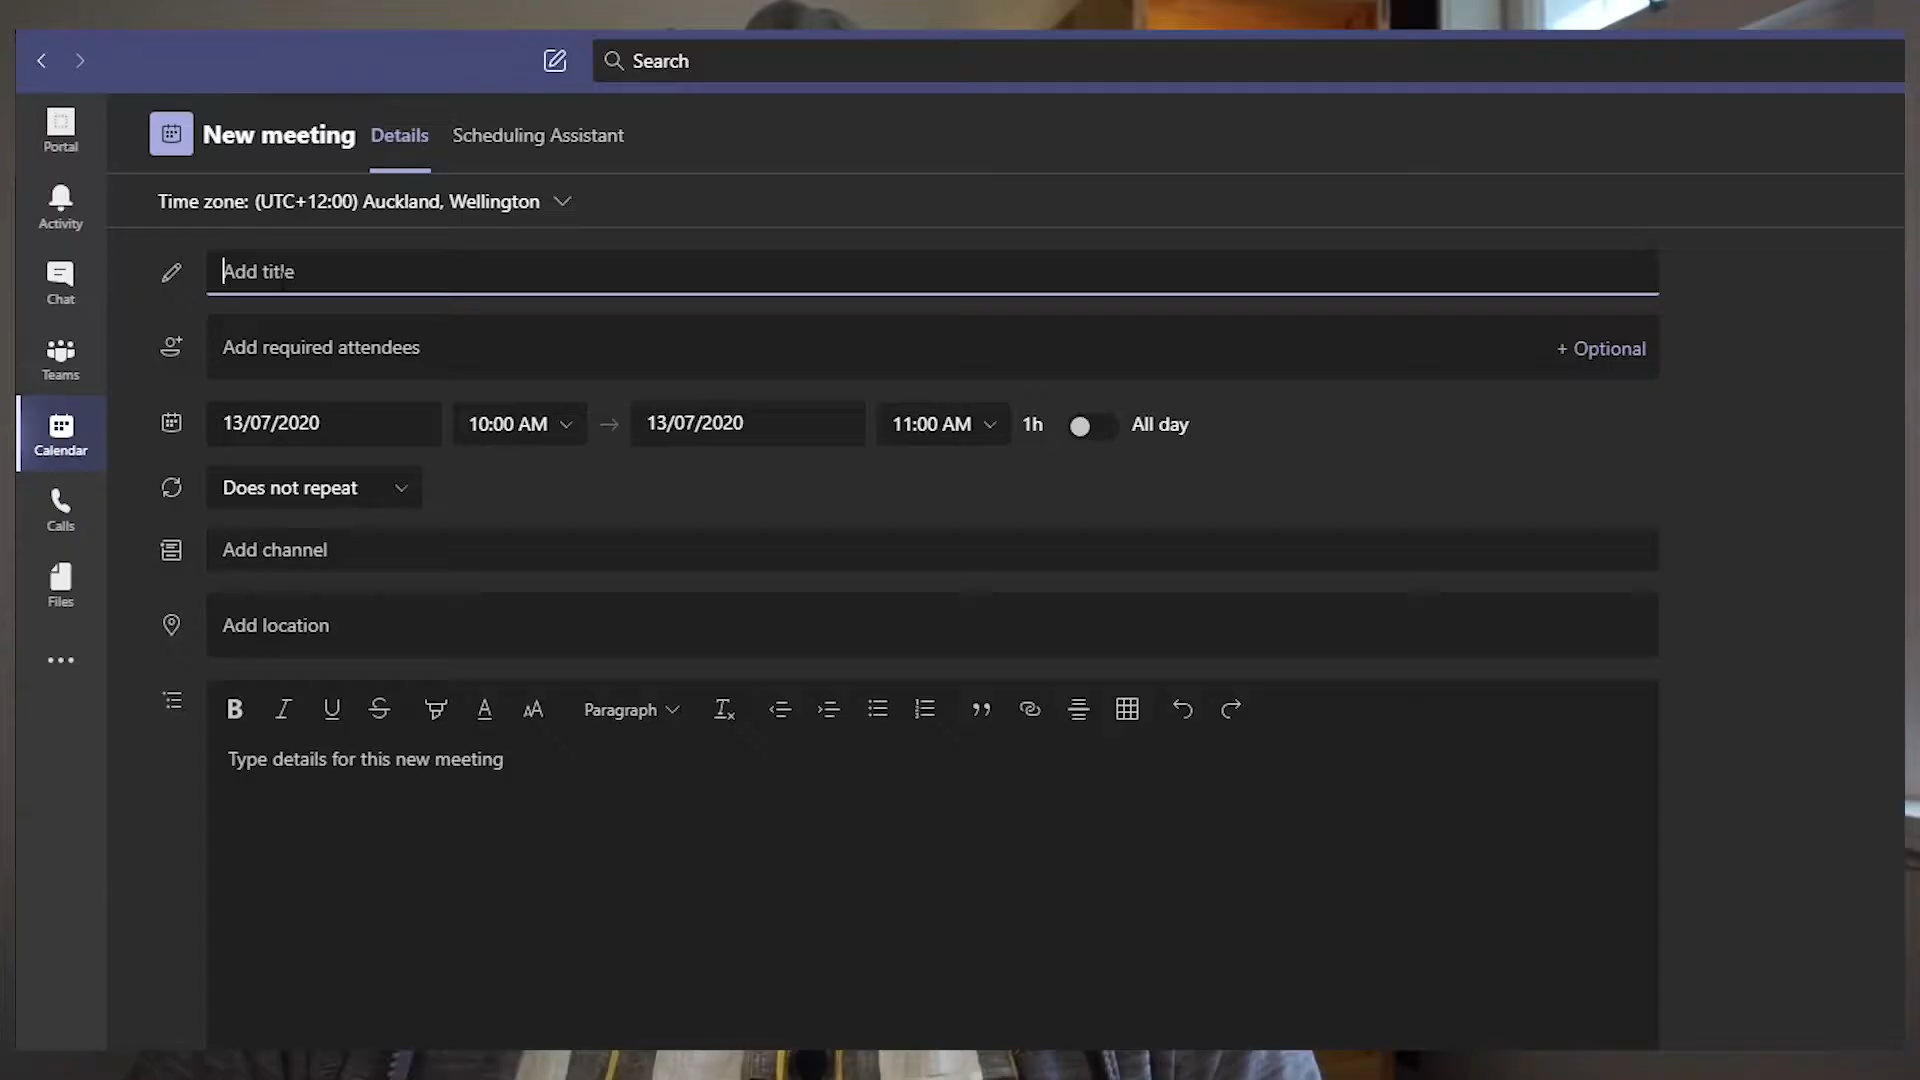 Search
Portal
Activity
Chat
Teams
Calendar
Calls
Files
New meeting Details Scheduling Assistant
Time zone: (UTC+12:00) Auckland, Wellington
Add title
Add required attendees + Optional
13/07/2020 10:00 AM → 13/07/2020 11:00 AM 1h All day
Does not repeat
Add channel
Add location
B I U S A AA Paragraph Tx
Type details for this new meeting